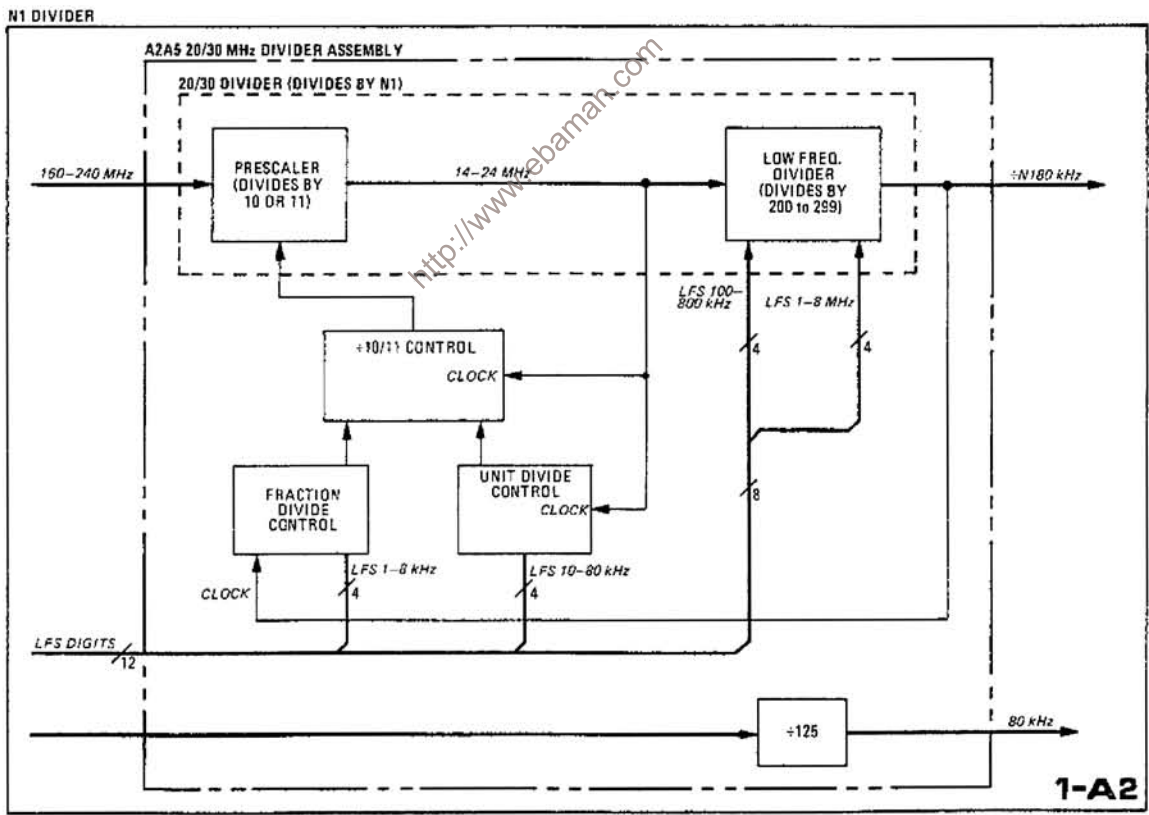 N1 DIVIDER
A2A5 20/30 MHz DIVIDER ASSEMBLY
20/30 DIVIDER (DIVIDES BY N1)
160–240 MHz
PRESCALER
(DIVIDES BY
10 OR 11)
14–24 MHz
LOW FREQ.
DIVIDER
(DIVIDES BY
200 to 299)
÷N180 kHz
http://www.ebaman.com
LFS 100–
800 kHz
LFS 1–8 MHz
4
4
÷10/11 CONTROL
CLOCK
FRACTION
DIVIDE
CONTROL
UNIT DIVIDE
CONTROL
CLOCK
8
CLOCK
LFS 1–8 kHz
4
LFS 10–80 kHz
4
LFS DIGITS
12
÷125
80 kHz
1-A2